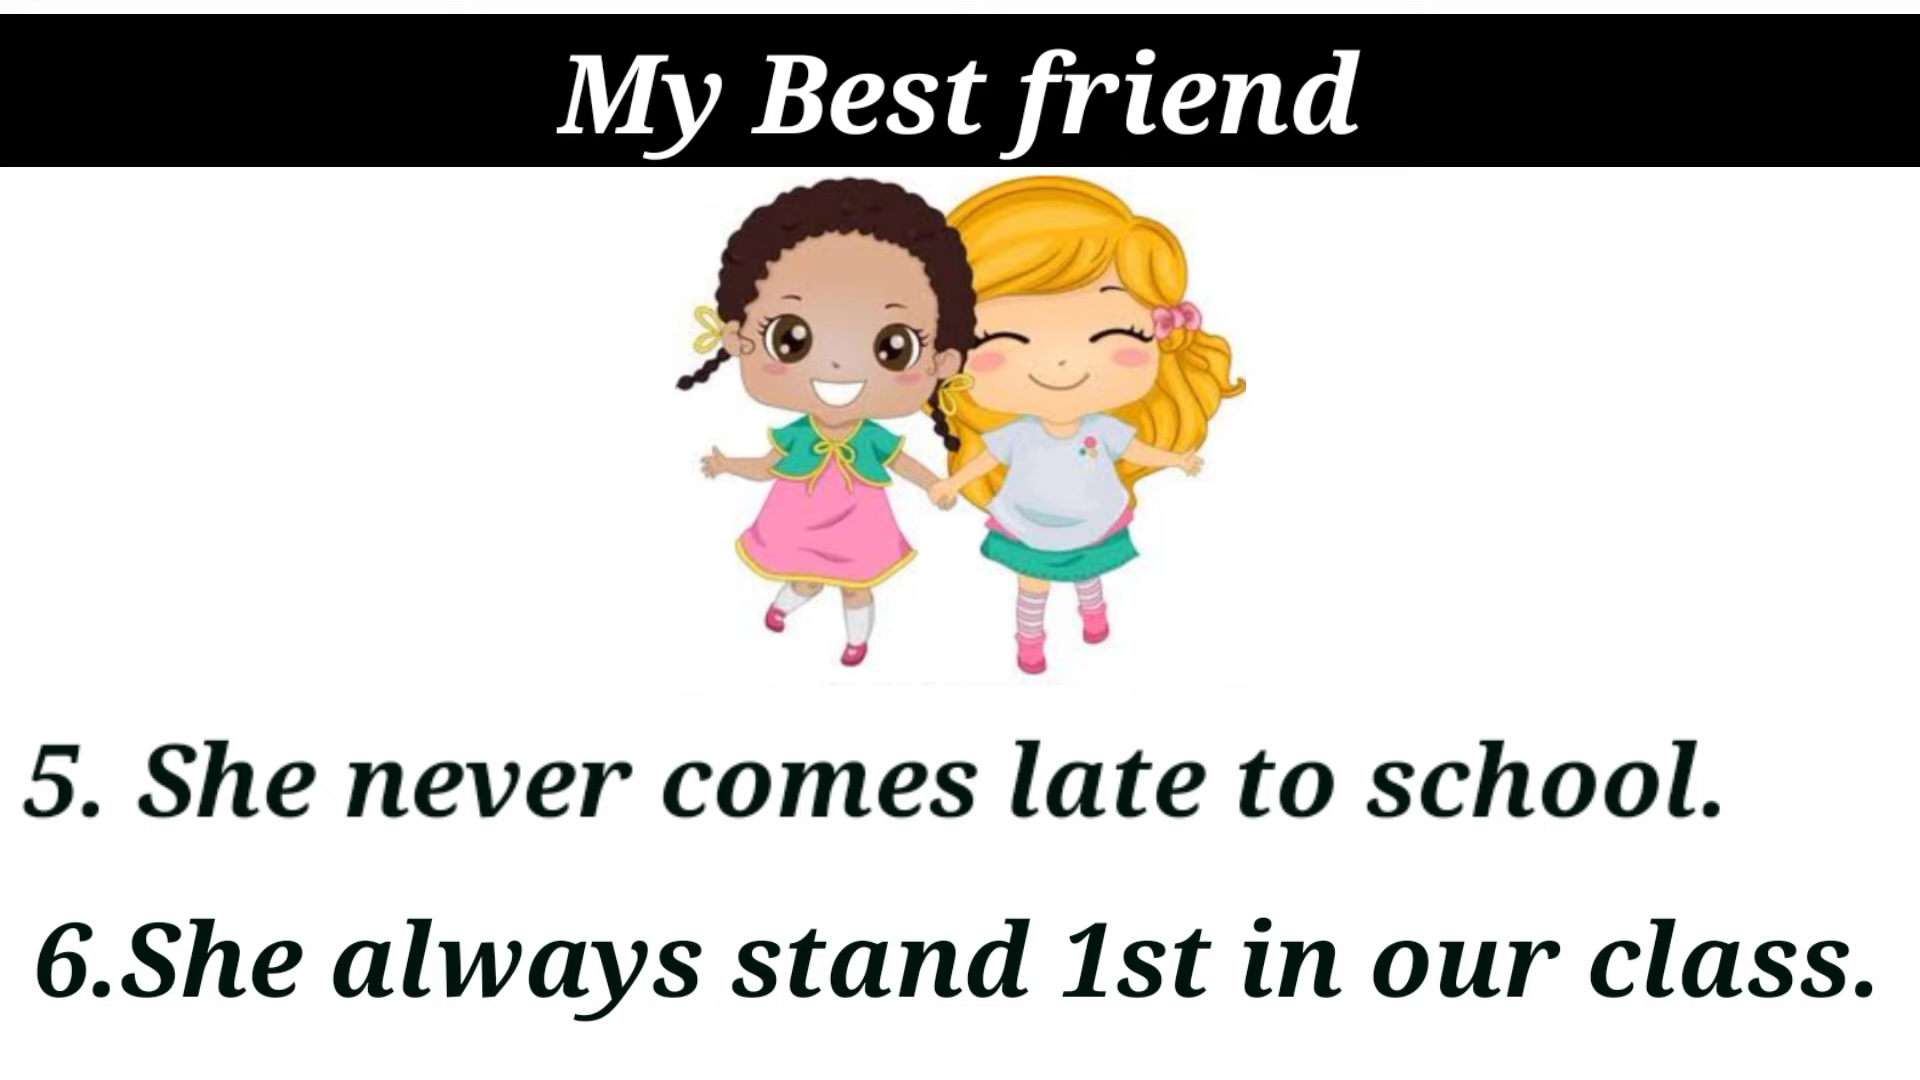 My Best friend
5. She never comes late to school.
6.She always stand 1st in our class.